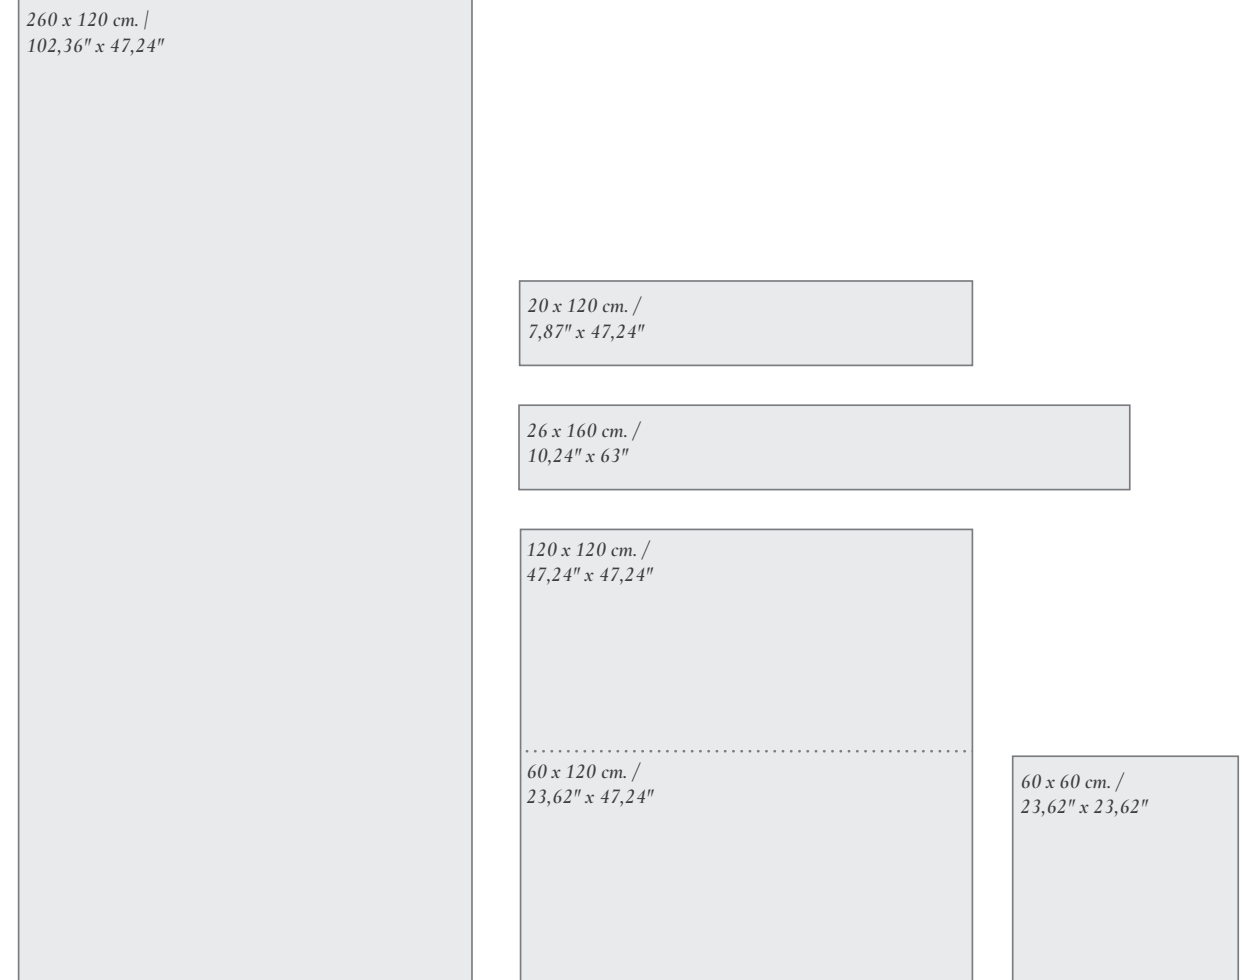 260 x 120 cm. |
102,36" x 47,24"
20 x 120 cm. /
7,87" x 47,24"
26 x 160 cm. /
10,24" x 63"
120 x 120 cm. /
47,24" x 47,24"
60 x 120 cm. /
23,62" x 47,24"
60 x 60 cm. /
23,62" x 23,62"